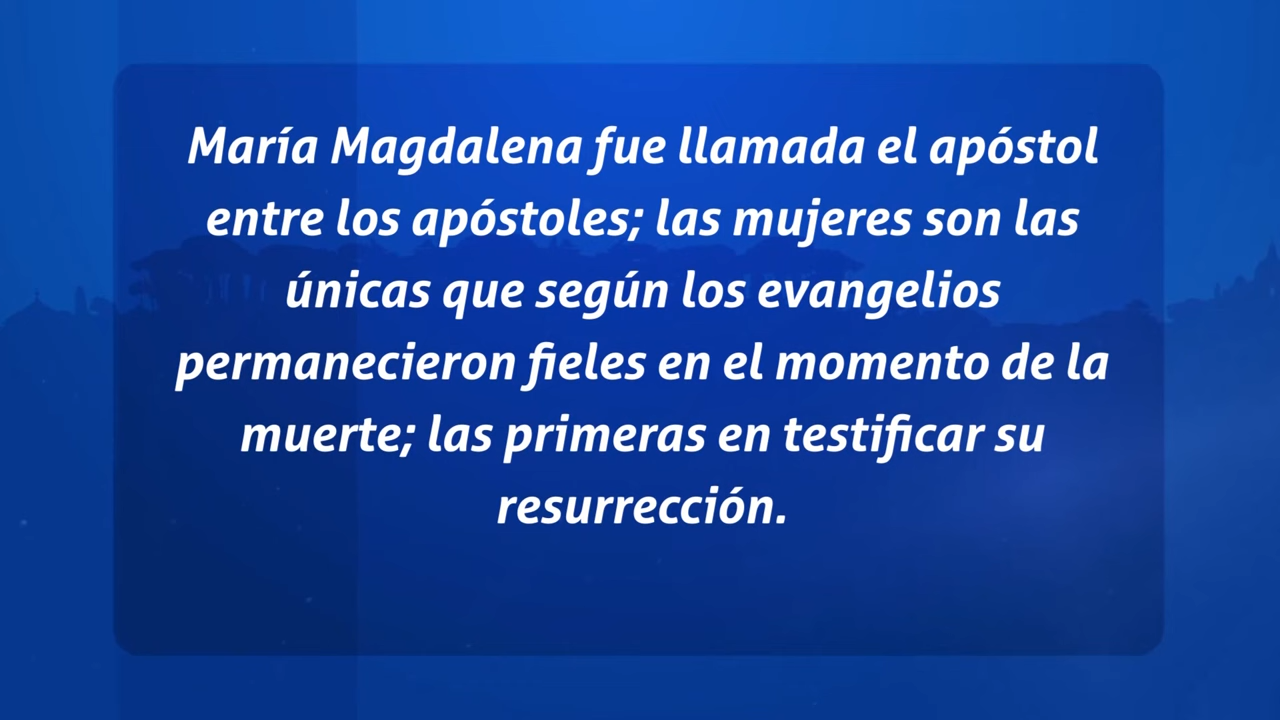 María Magdalena fue llamada el apóstol
entre los apóstoles; las mujeres son las
únicas que según los evangelios
permanecieron fieles en el momento de la
muerte; las primeras en testificar su
resurrección.